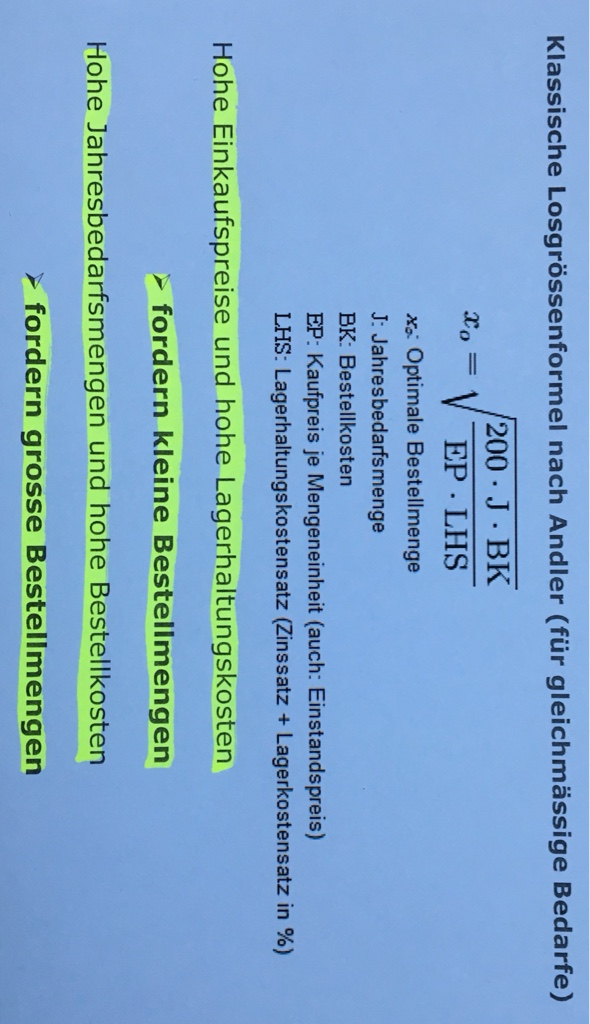 Klassische Losgrössenformel nach Andler (für gleichmässige Bedarfe)
x₀ = √(200 · J · BK / EP · LHS)
x₀: Optimale Bestellmenge
J: Jahresbedarfsmenge
BK: Bestellkosten
EP: Kaufpreis je Mengeneinheit (auch: Einstandspreis)
LHS: Lagerhaltungskostensatz (Zinssatz + Lagerkostensatz in %)
Hohe Einkaufspreise und hohe Lagerhaltungskosten
➢ fordern kleine Bestellmengen
Hohe Jahresbedarfsmengen und hohe Bestellkosten
➢ fordern grosse Bestellmengen